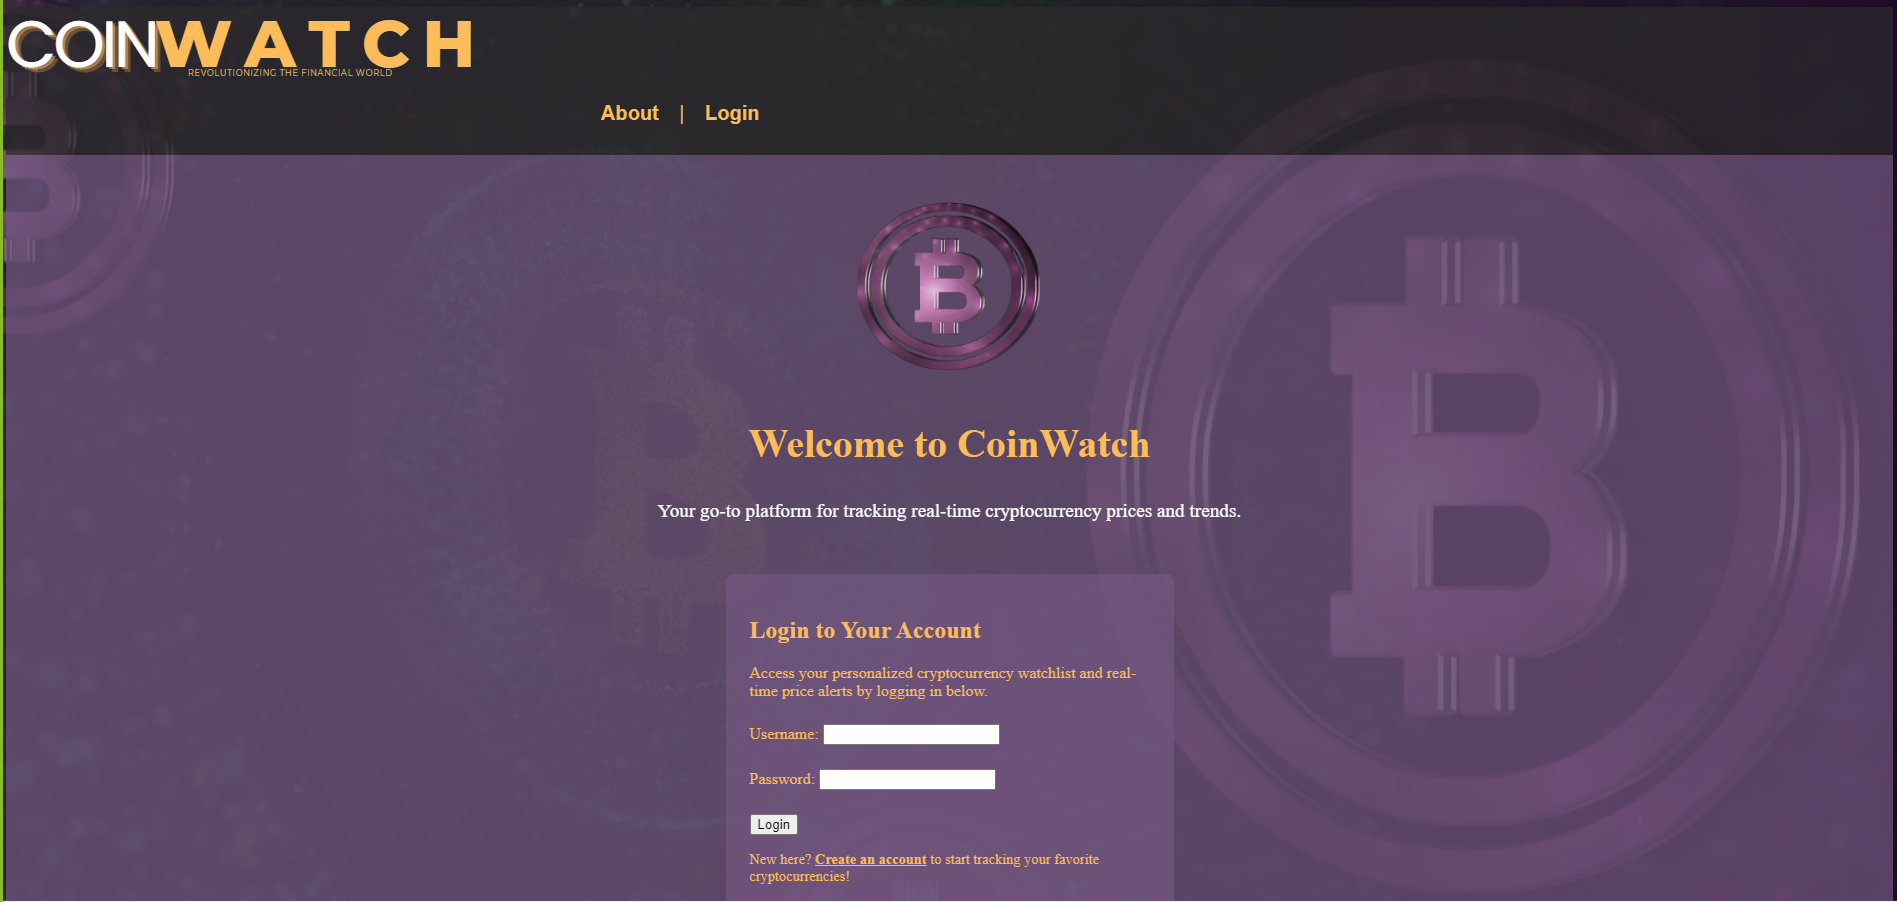 COINWATCH
REVOLUTIONIZING THE FINANCIAL WORLD
About | Login
Welcome to CoinWatch
Your go-to platform for tracking real-time cryptocurrency prices and trends.
Login to Your Account
Access your personalized cryptocurrency watchlist and real-
time price alerts by logging in below.
Username:
Password:
Login
New here? Create an account to start tracking your favorite
cryptocurrencies!